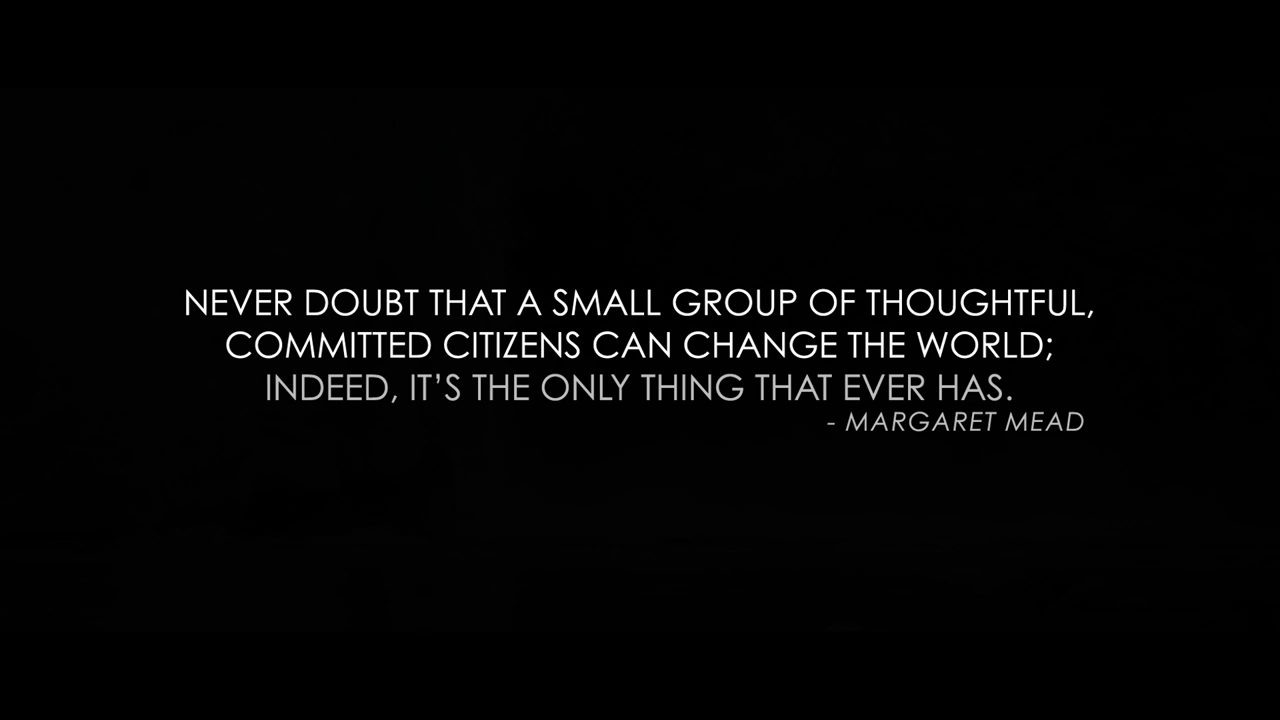 NEVER DOUBT THAT A SMALL GROUP OF THOUGHTFUL,
COMMITTED CITIZENS CAN CHANGE THE WORLD;
INDEED, IT’S THE ONLY THING THAT EVER HAS.
- MARGARET MEAD